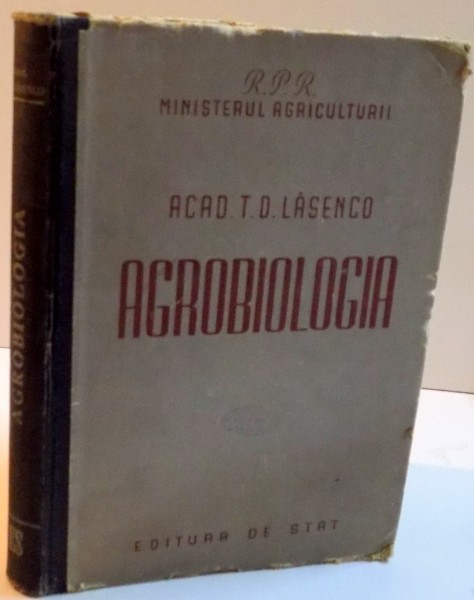 R.P.R.
MINISTERUL AGRICULTURII
ACAD. T. D. LÂSENCO
AGROBIOLOGIA
EDITURA DE STAT
AGROBIOLOGIA